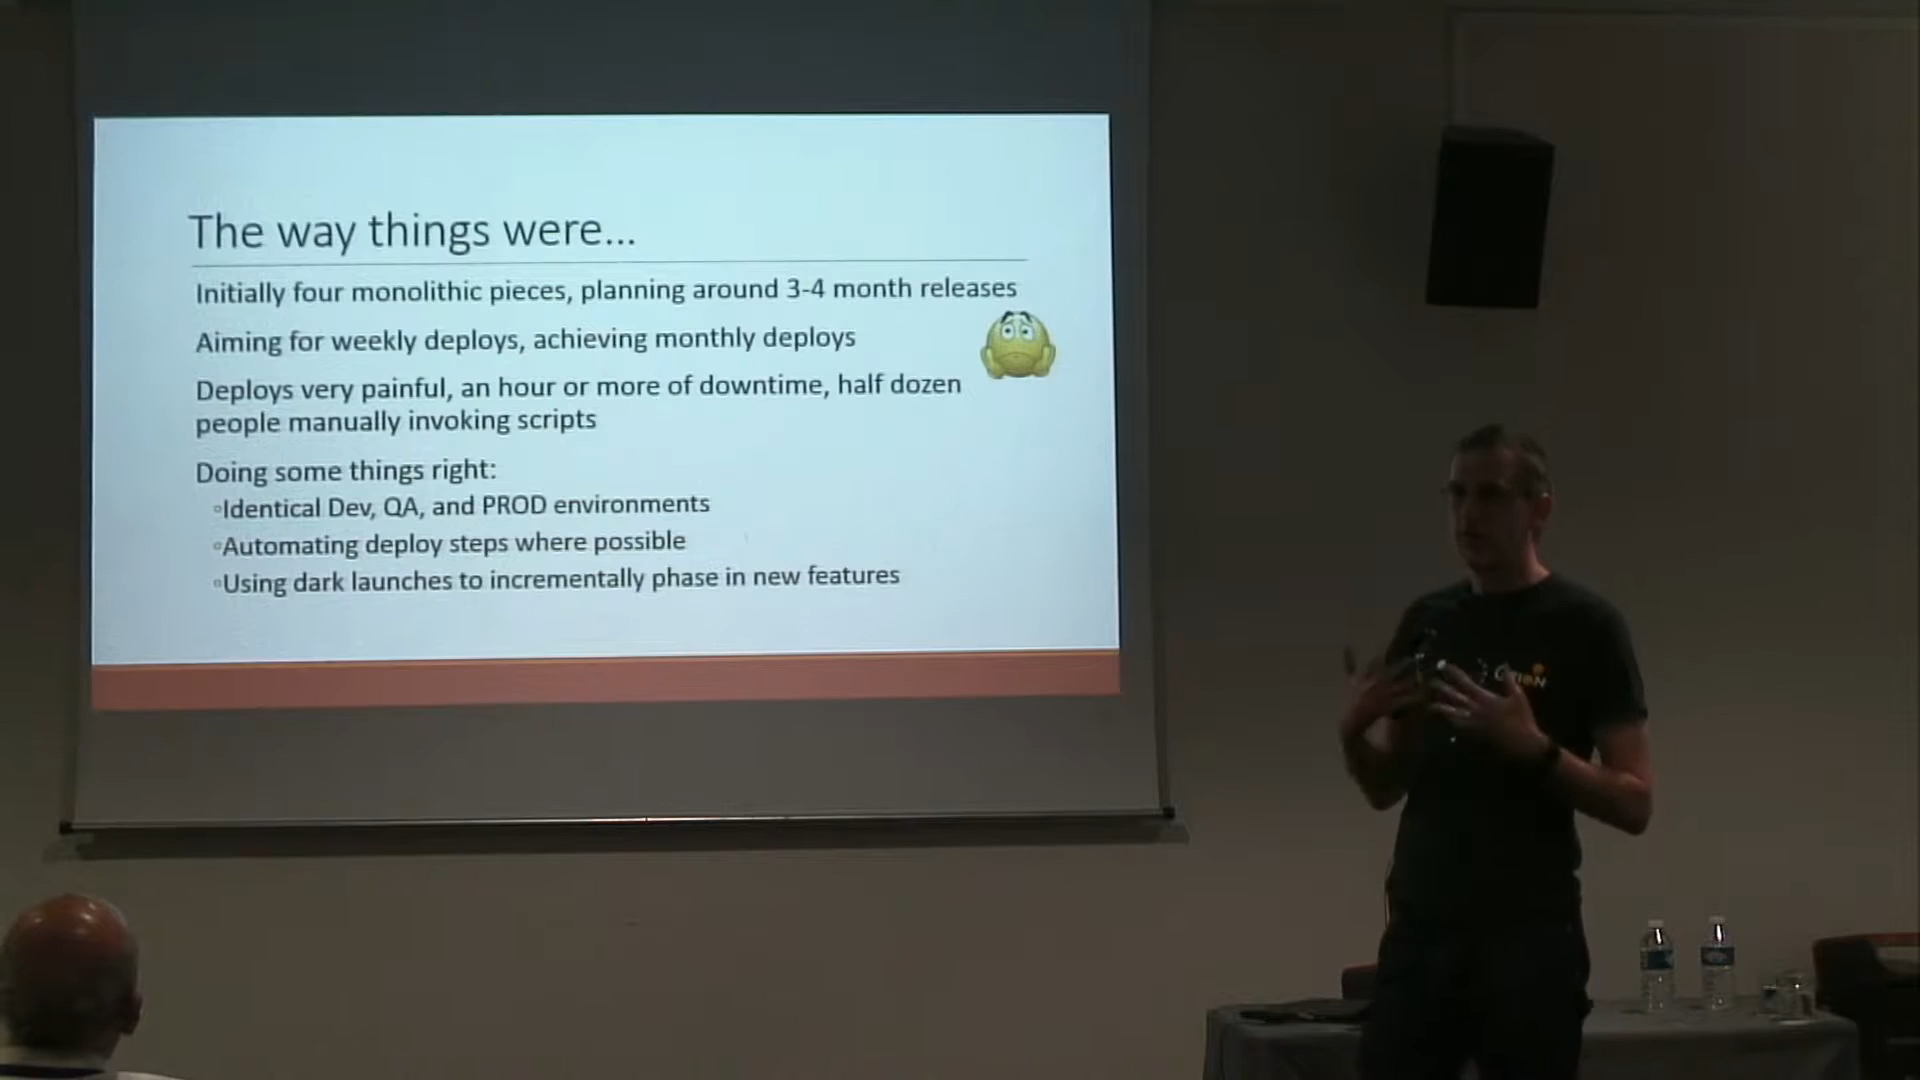 The way things were...
Initially four monolithic pieces, planning around 3-4 month releases
Aiming for weekly deploys, achieving monthly deploys
Deploys very painful, an hour or more of downtime, half dozen
people manually invoking scripts
Doing some things right:
◦Identical Dev, QA, and PROD environments
◦Automating deploy steps where possible
◦Using dark launches to incrementally phase in new features